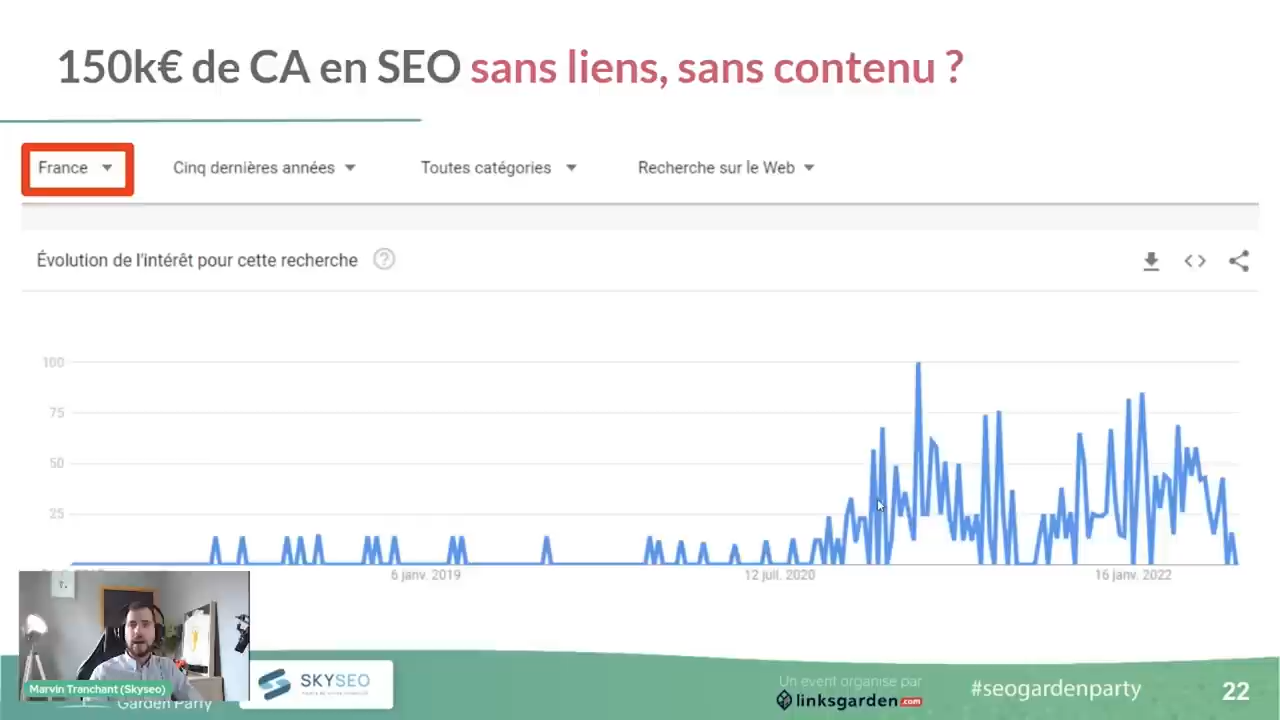 150k€ de CA en SEO sans liens, sans contenu ?
France Cinq dernières années Toutes catégories Recherche sur le Web
Évolution de l'intérêt pour cette recherche ?
100
75
50
25
6 janv. 2019 12 juil. 2020 16 janv. 2022
Marvin Tranchant (Skyseo)
Garden Party
SKYSEO
Un event organisé par
linksgarden.com
#seogardenparty
22